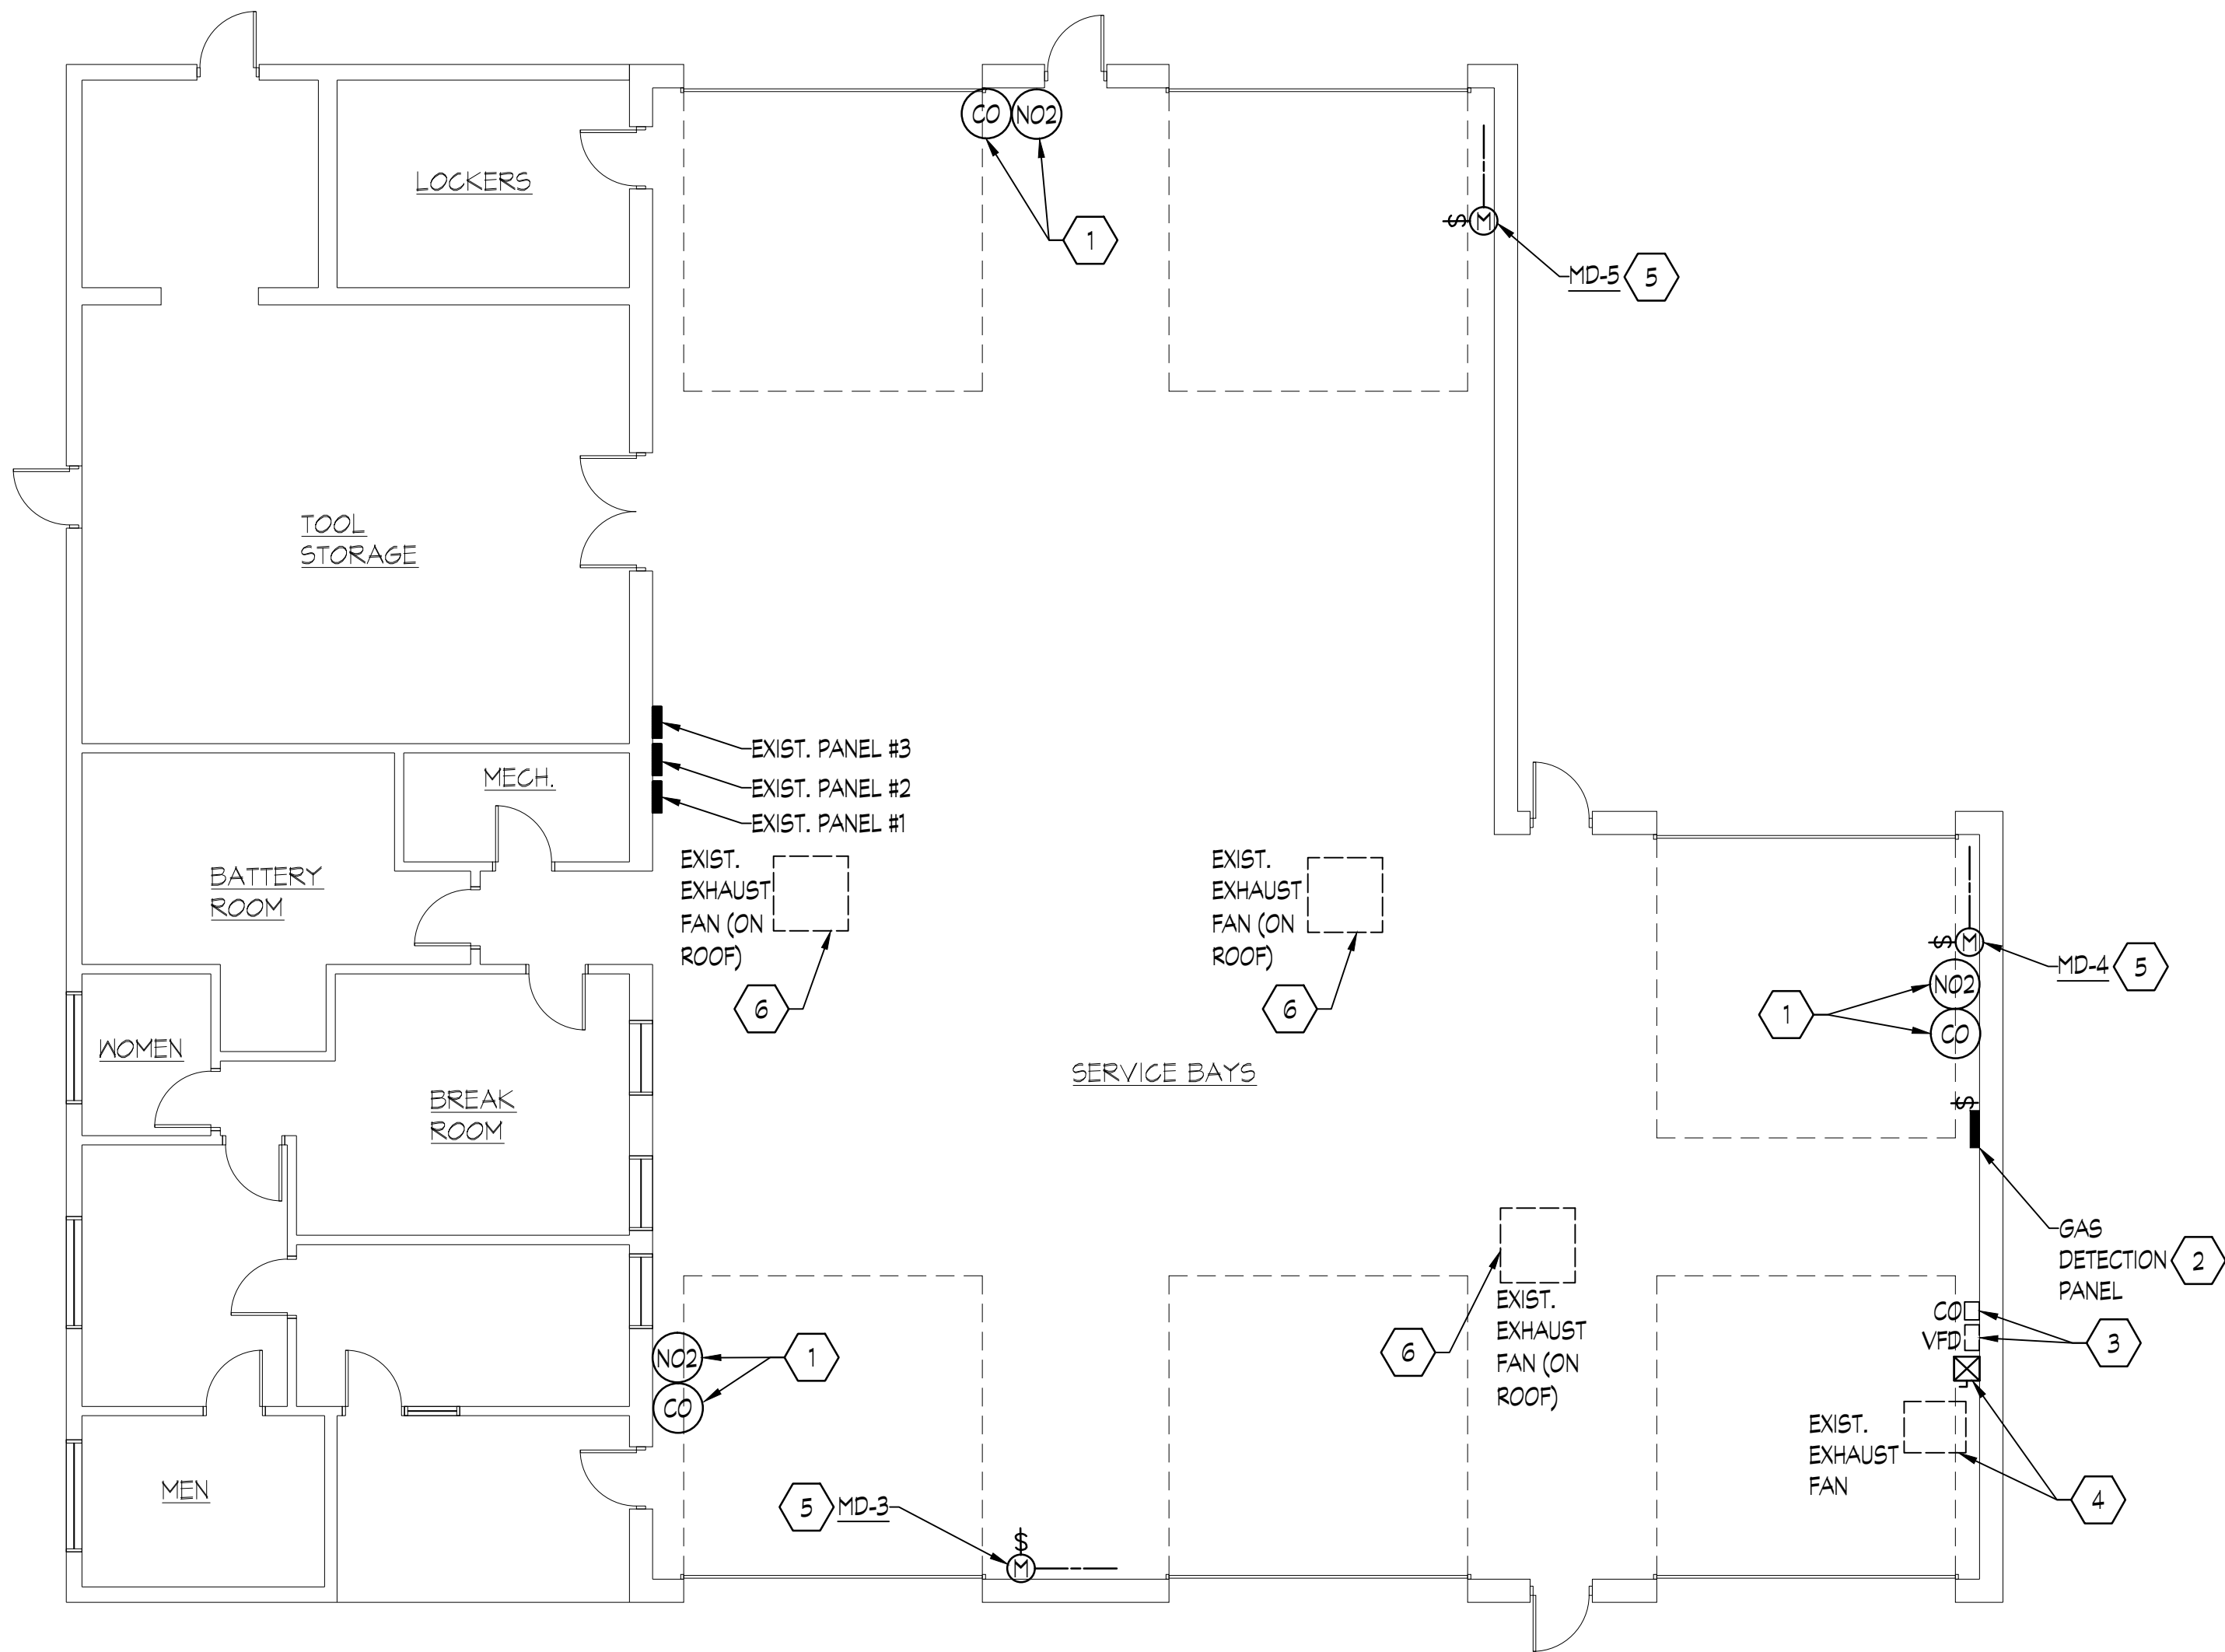 CO
NO2
LOCKERS
1
$
M
MD-5
5
TOOL
STORAGE
EXIST. PANEL #3
EXIST. PANEL #2
EXIST. PANEL #1
MECH.
BATTERY
ROOM
EXIST.
EXHAUST
FAN (ON
ROOF)
6
EXIST.
EXHAUST
FAN (ON
ROOF)
6
$
M
MD-4
5
NO2
CO
1
WOMEN
BREAK
ROOM
SERVICE BAYS
$
GAS
DETECTION
PANEL
2
EXIST.
EXHAUST
FAN (ON
ROOF)
6
CO
VFD
3
NO2
CO
1
EXIST.
EXHAUST
FAN
4
MEN
5
MD-3
$
M